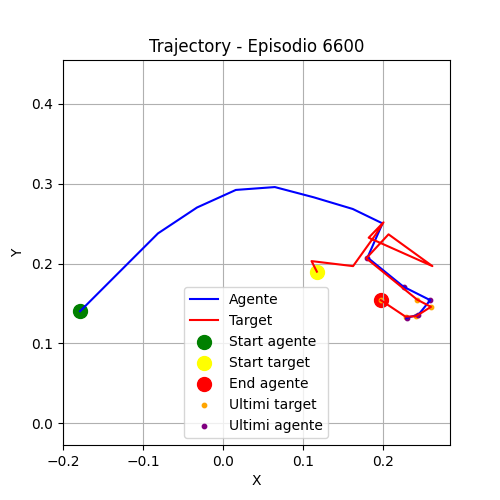 Trajectory - Episodio 6600
Y
0.4
0.3
0.2
0.1
0.0
−0.2
−0.1
0.0
0.1
0.2
X
Agente
Target
Start agente
Start target
End agente
Ultimi target
Ultimi agente